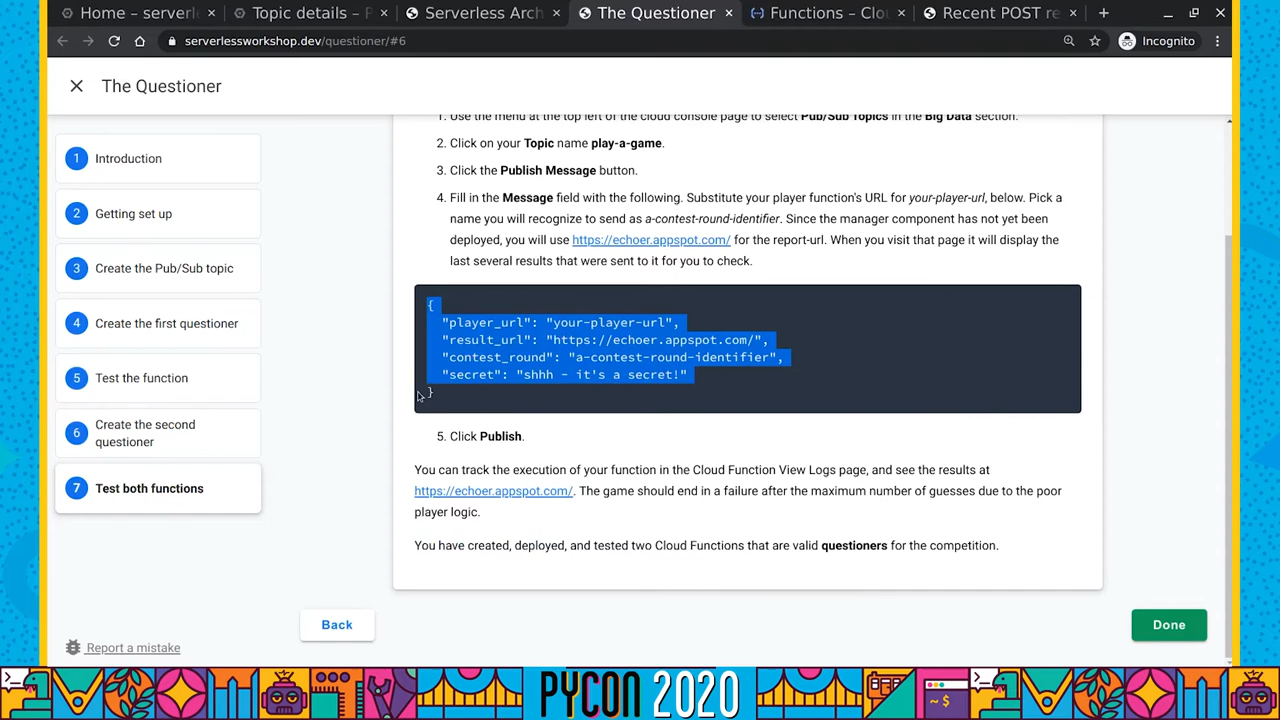 Home – server
Topic details – P
Serverless Arch
The Questioner
Functions – Clo
Recent POST re
serverlessworkshop.dev/questioner/#6
Incognito
The Questioner
1 Introduction
2 Getting set up
3 Create the Pub/Sub topic
4 Create the first questioner
5 Test the function
6 Create the second
questioner
7 Test both functions
1. Use the menu at the top left of the cloud console page to select Pub/Sub Topics in the Big Data section.
2. Click on your Topic name play-a-game.
3. Click the Publish Message button.
4. Fill in the Message field with the following. Substitute your player function's URL for your-player-url, below. Pick a
name you will recognize to send as a-contest-round-identifier. Since the manager component has not yet been
deployed, you will use https://echoer.appspot.com/ for the report-url. When you visit that page it will display the
last several results that were sent to it for you to check.
{
"player_url": "your-player-url",
"result_url": "https://echoer.appspot.com/",
"contest_round": "a-contest-round-identifier",
"secret": "shhh - it's a secret!"
}
5. Click Publish.
You can track the execution of your function in the Cloud Function View Logs page, and see the results at
https://echoer.appspot.com/. The game should end in a failure after the maximum number of guesses due to the poor
player logic.
You have created, deployed, and tested two Cloud Functions that are valid questioners for the competition.
Back
Done
Report a mistake
PYCON 2020
~$